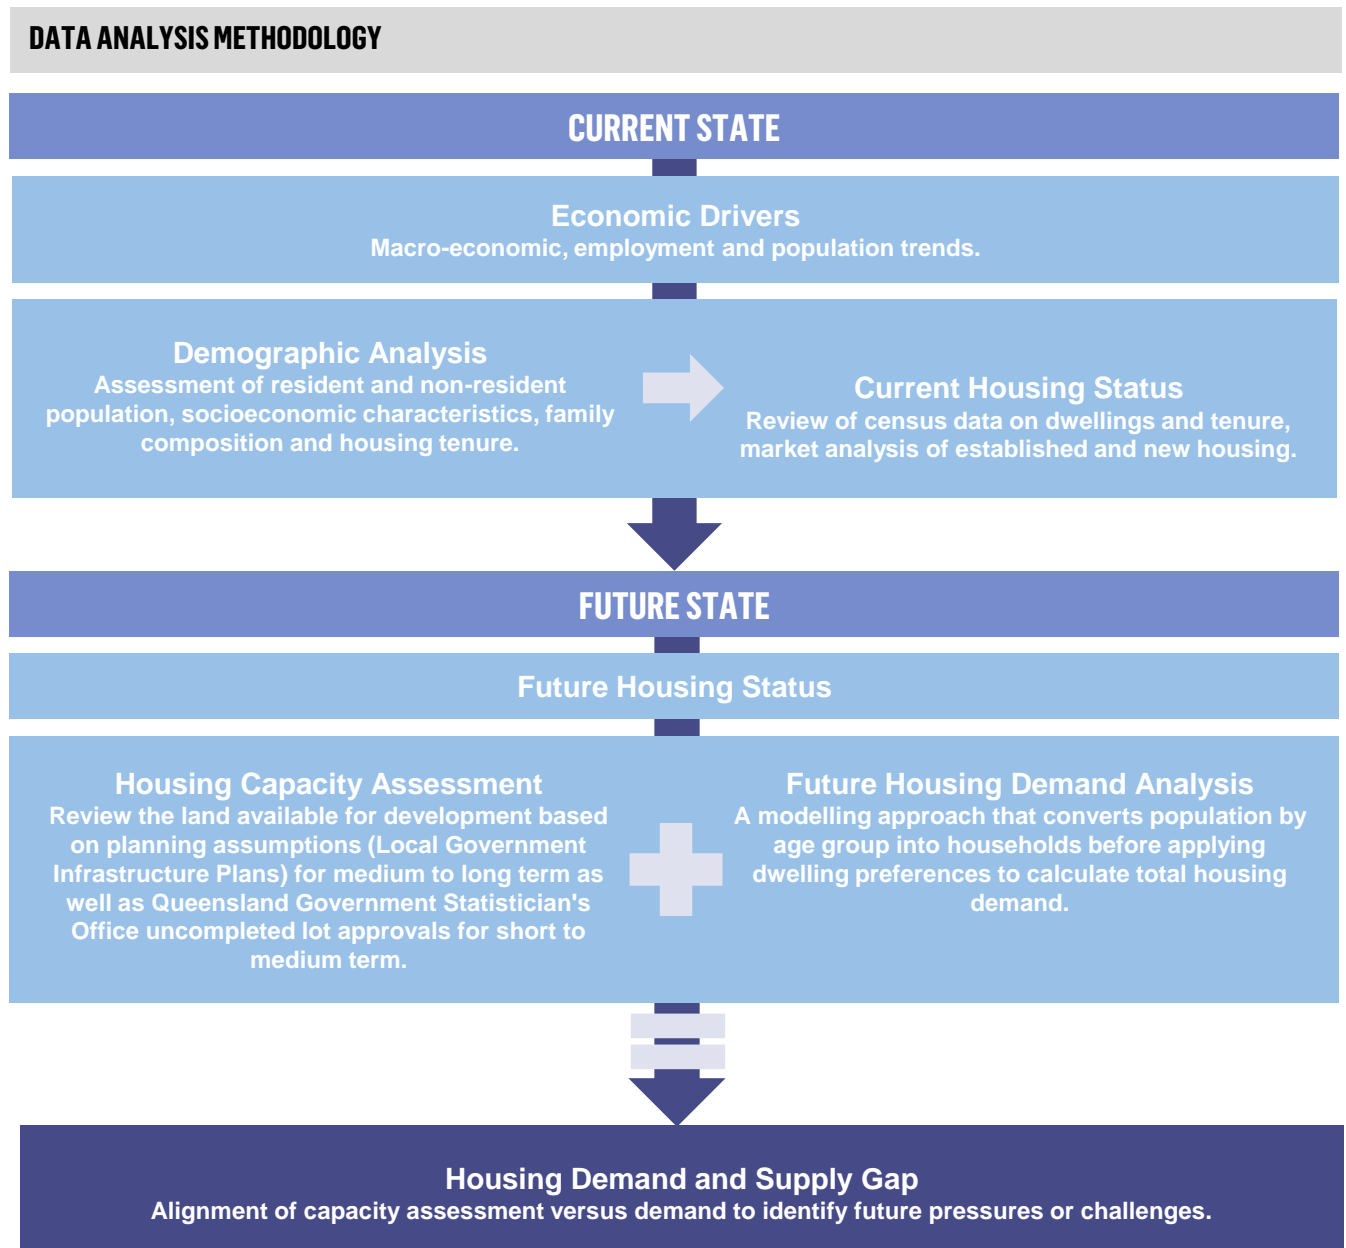 DATA ANALYSIS METHODOLOGY
CURRENT STATE
Economic Drivers
Macro-economic, employment and population trends.
Demographic Analysis
Assessment of resident and non-resident
population, socioeconomic characteristics, family
composition and housing tenure.
Current Housing Status
Review of census data on dwellings and tenure,
market analysis of established and new housing.
FUTURE STATE
Future Housing Status
Housing Capacity Assessment
Review the land available for development based
on planning assumptions (Local Government
Infrastructure Plans) for medium to long term as
well as Queensland Government Statistician's
Office uncompleted lot approvals for short to
medium term.
Future Housing Demand Analysis
A modelling approach that converts population by
age group into households before applying
dwelling preferences to calculate total housing
demand.
Housing Demand and Supply Gap
Alignment of capacity assessment versus demand to identify future pressures or challenges.